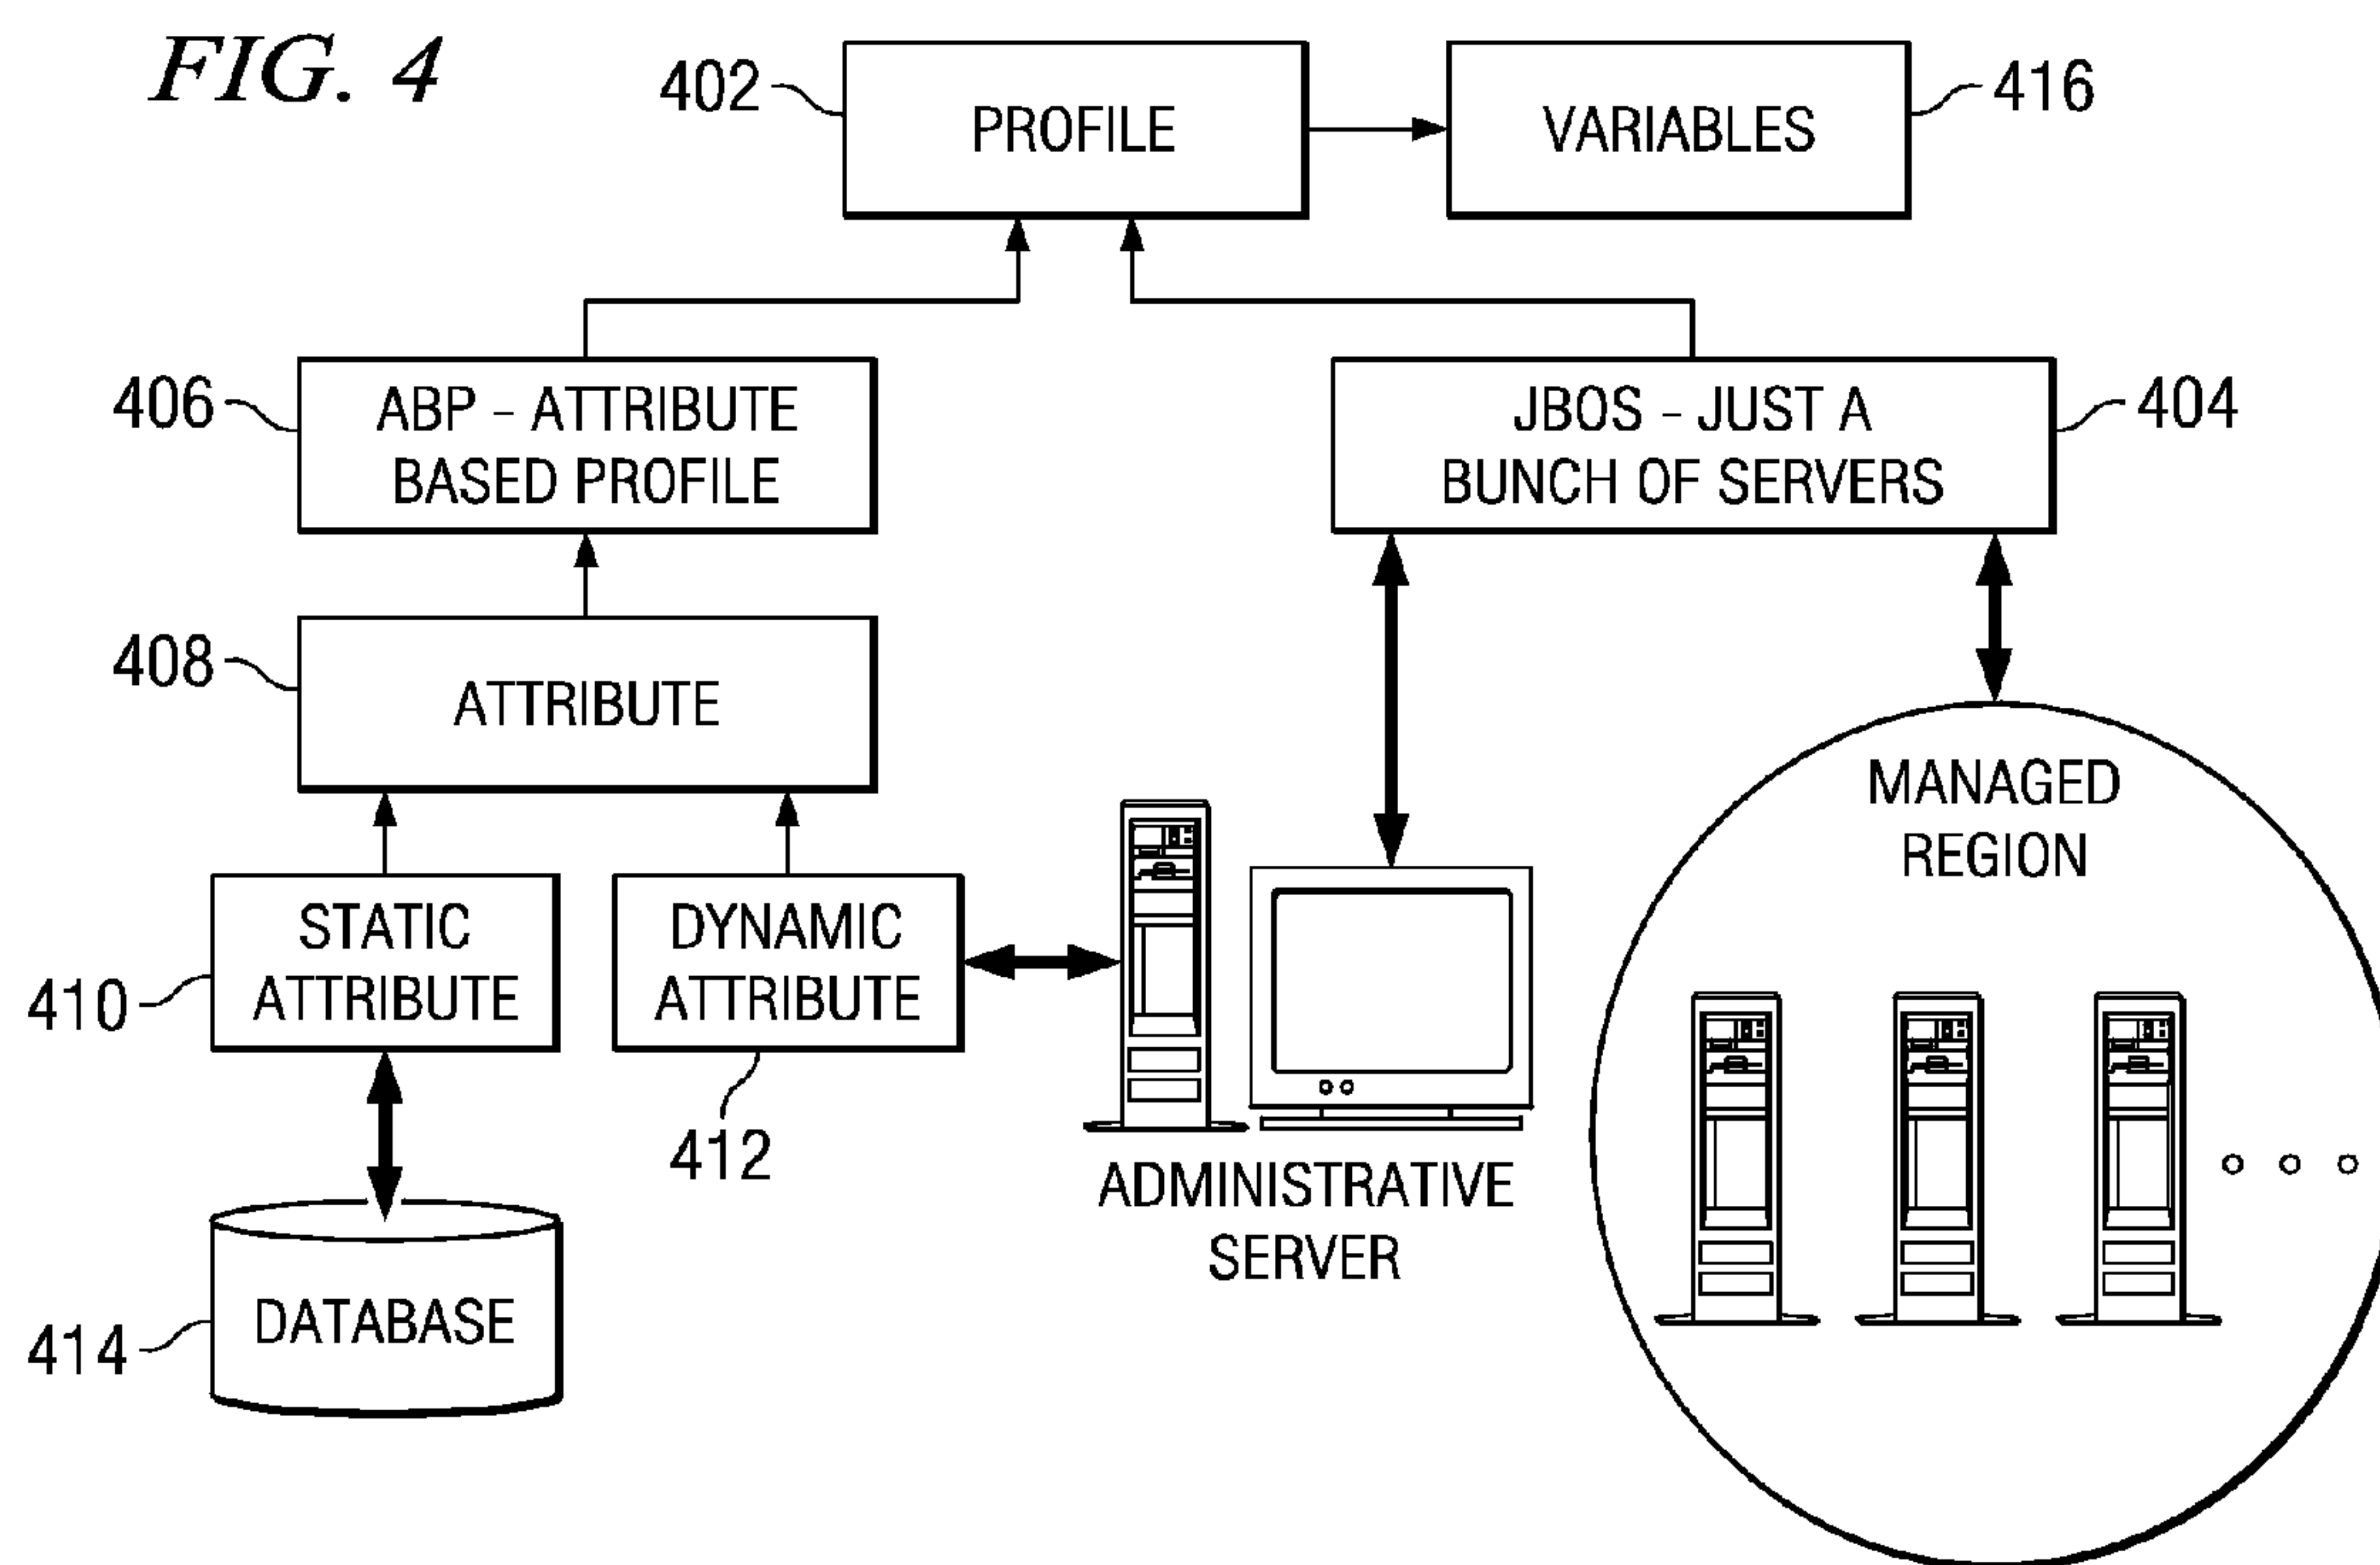 FIG. 4
402
PROFILE
VARIABLES
416
406
ABP - ATTRIBUTE
BASED PROFILE
JBOS - JUST A
BUNCH OF SERVERS
404
408
ATTRIBUTE
MANAGED
REGION
STATIC
ATTRIBUTE
410
DYNAMIC
ATTRIBUTE
412
ADMINISTRATIVE
SERVER
DATABASE
414